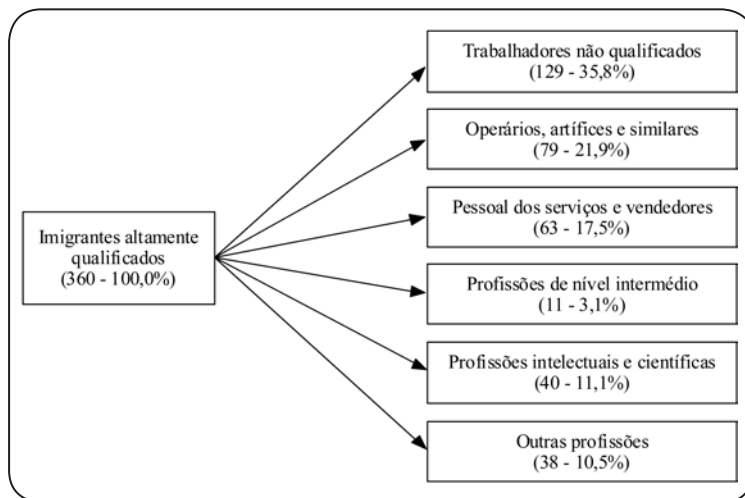 Imigrantes altamente
qualificados
(360 - 100,0%)
Trabalhadores não qualificados
(129 - 35,8%)
Operários, artífices e similares
(79 - 21,9%)
Pessoal dos serviços e vendedores
(63 - 17,5%)
Profissões de nível intermédio
(11 - 3,1%)
Profissões intelectuais e científicas
(40 - 11,1%)
Outras profissões
(38 - 10,5%)